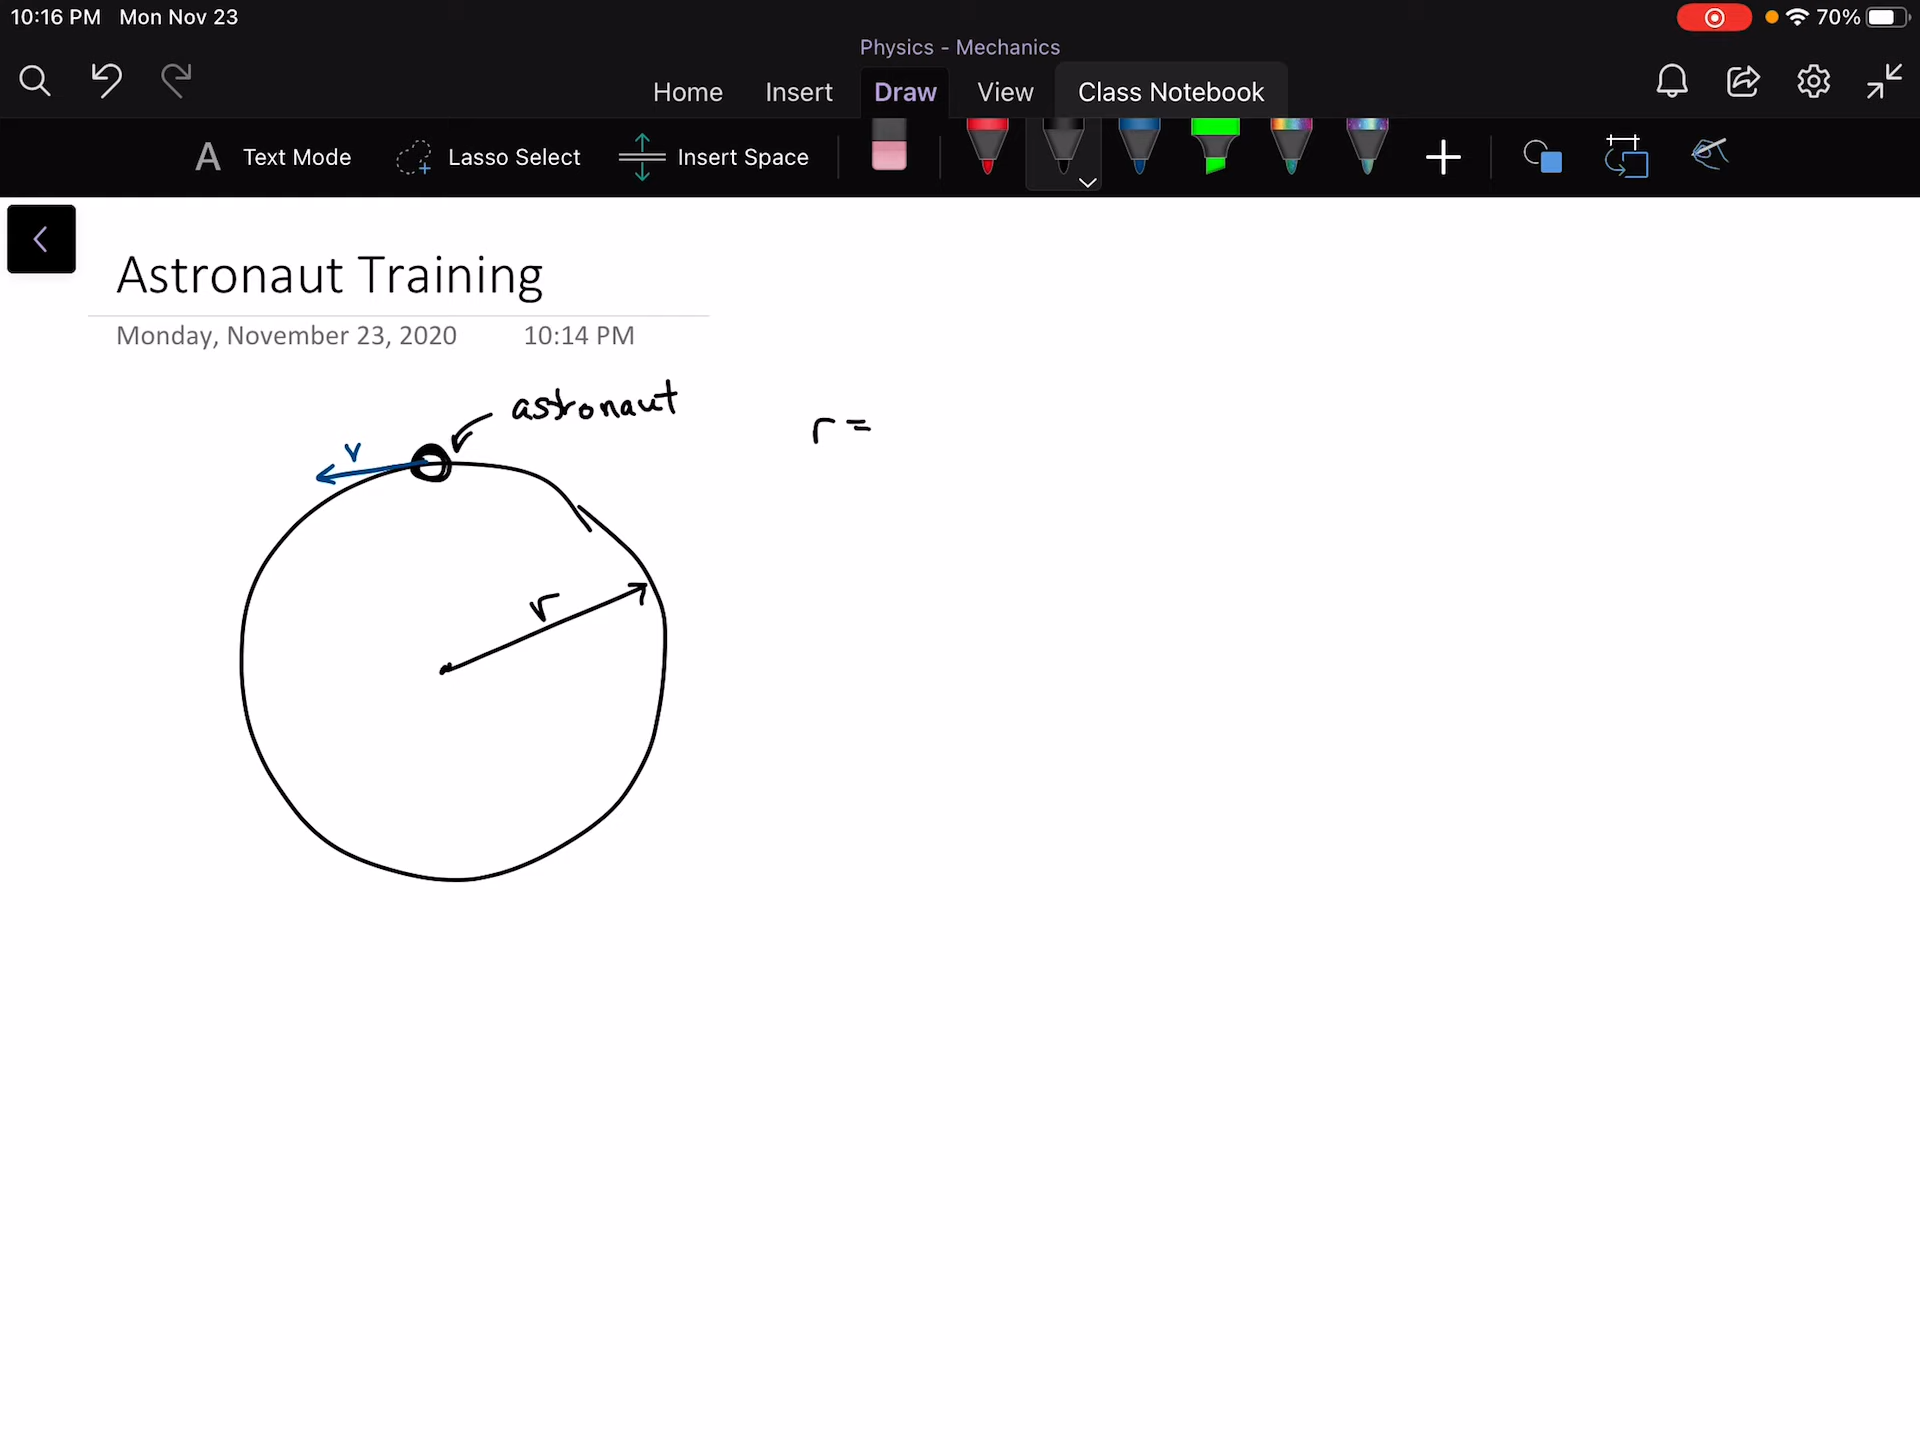 10:16 PM Mon Nov 23
70%
Physics - Mechanics
Home Insert Draw View Class Notebook
A Text Mode Lasso Select Insert Space
Astronaut Training
Monday, November 23, 2020 10:14 PM
astronaut
r =
v
r